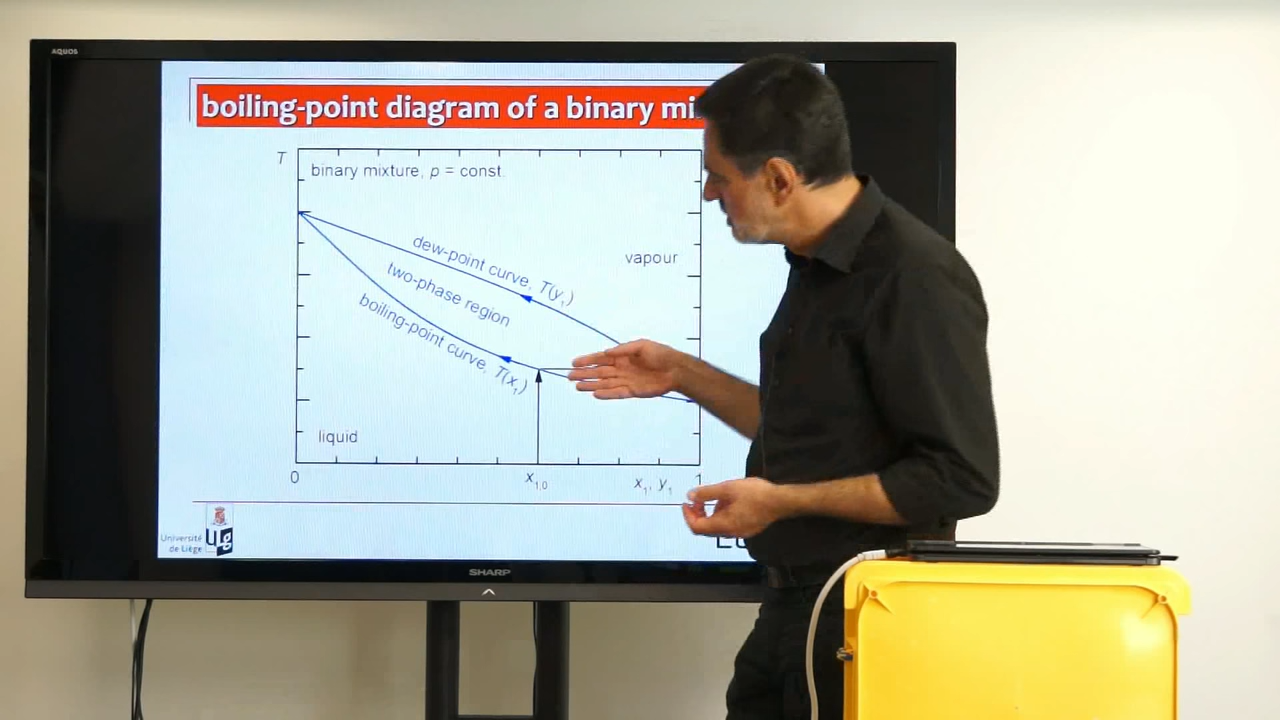 AQUOS
boiling-point diagram of a binary
T
binary mixture, p = const.
dew-point curve, T(y₁)
vapour
two-phase region
boiling-point curve, T(x₁)
liquid
0
x₁,₀
x₁, y₁
1
Université
de Liège
ULg
SHARP